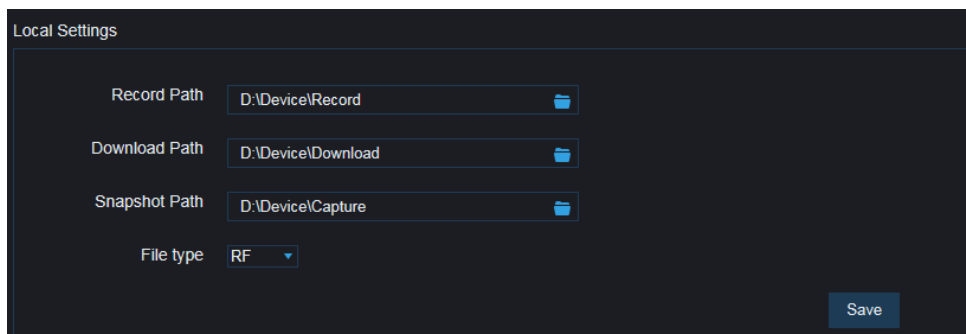 Local Settings
Record Path D:\Device\Record
Download Path D:\Device\Download
Snapshot Path D:\Device\Capture
File type RF
Save